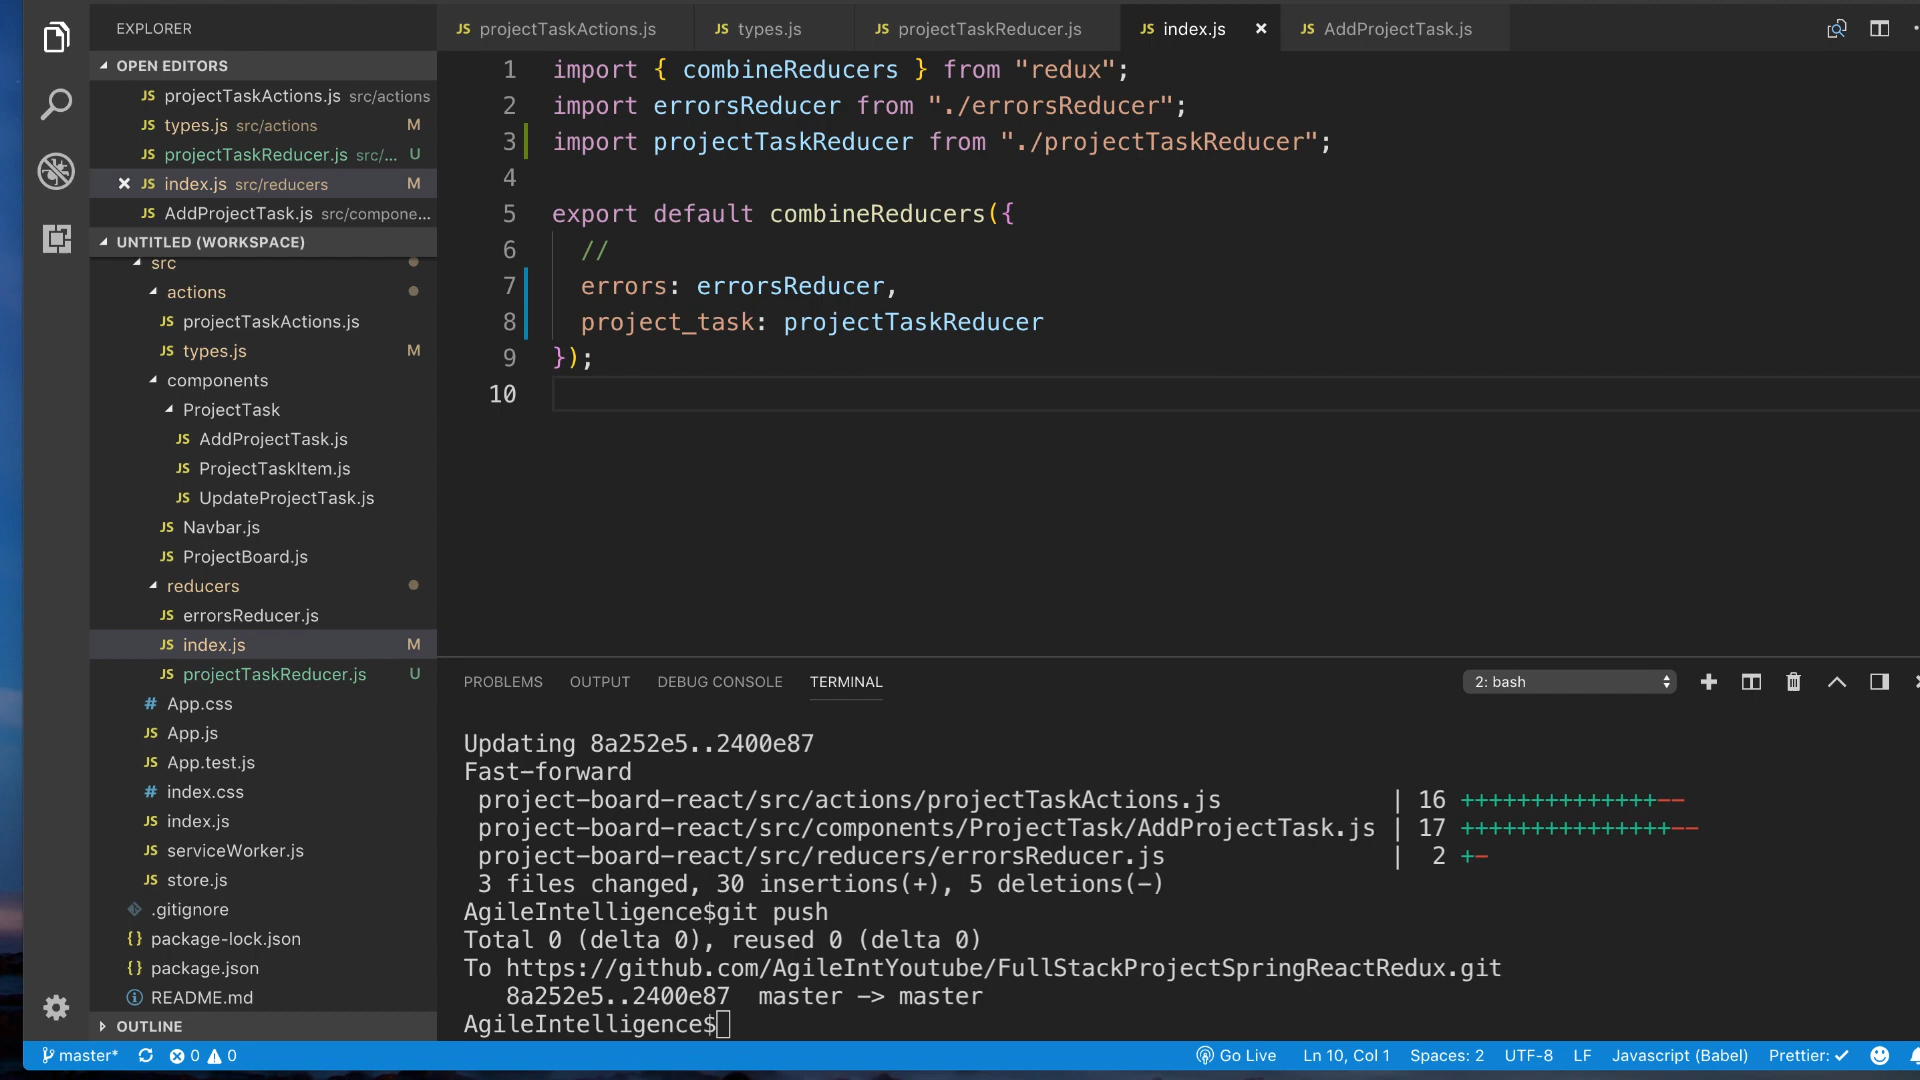 EXPLORER
OPEN EDITORS
JS projectTaskActions.js src/actions
JS types.js src/actions M
JS projectTaskReducer.js src/... U
JS index.js src/reducers M
JS AddProjectTask.js src/compone...
UNTITLED (WORKSPACE)
src
actions
JS projectTaskActions.js
JS types.js M
components
ProjectTask
JS AddProjectTask.js
JS ProjectTaskItem.js
JS UpdateProjectTask.js
JS Navbar.js
JS ProjectBoard.js
reducers
JS errorsReducer.js
JS index.js M
JS projectTaskReducer.js U
# App.css
JS App.js
JS App.test.js
# index.css
JS index.js
JS serviceWorker.js
JS store.js
.gitignore
{} package-lock.json
{} package.json
README.md
OUTLINE
JS projectTaskActions.js JS types.js JS projectTaskReducer.js JS index.js JS AddProjectTask.js
1 import { combineReducers } from "redux";
2 import errorsReducer from "./errorsReducer";
3 import projectTaskReducer from "./projectTaskReducer";
4
5 export default combineReducers({
6 //
7 errors: errorsReducer,
8 project_task: projectTaskReducer
9 });
10
PROBLEMS OUTPUT DEBUG CONSOLE TERMINAL 2: bash
Updating 8a252e5..2400e87
Fast-forward
project-board-react/src/actions/projectTaskActions.js | 16 ++++++++++++++--
project-board-react/src/components/ProjectTask/AddProjectTask.js | 17 +++++++++++++++--
project-board-react/src/reducers/errorsReducer.js | 2 +-
3 files changed, 30 insertions(+), 5 deletions(-)
AgileIntelligence$git push
Total 0 (delta 0), reused 0 (delta 0)
To https://github.com/AgileIntYoutube/FullStackProjectSpringReactRedux.git
8a252e5..2400e87 master -> master
AgileIntelligence$
master* 0 0 Go Live Ln 10, Col 1 Spaces: 2 UTF-8 LF Javascript (Babel) Prettier: ✓